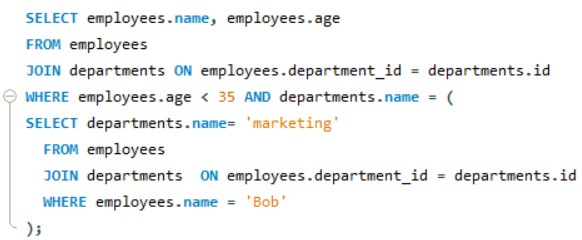 SELECT employees.name, employees.age
FROM employees
JOIN departments ON employees.department_id = departments.id
WHERE employees.age < 35 AND departments.name = (
SELECT departments.name= 'marketing'
FROM employees
JOIN departments  ON employees.department_id = departments.id
WHERE employees.name = 'Bob'
);